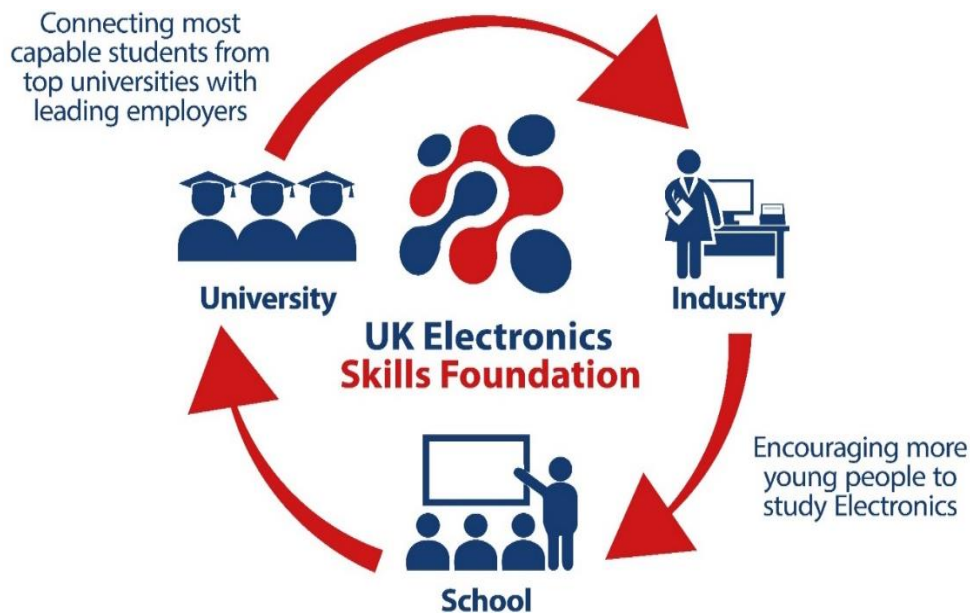 Connecting most
capable students from
top universities with
leading employers
University
Industry
UK Electronics
Skills Foundation
Encouraging more
young people to
study Electronics
School